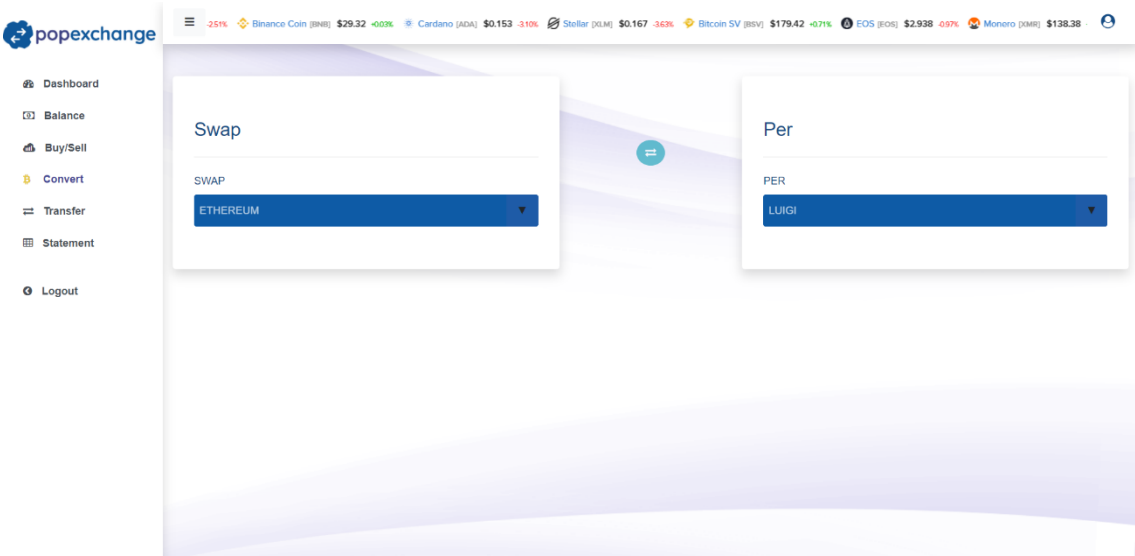 popexchange
-2.51% Binance Coin [BNB] $29.32 +0.03% Cardano [ADA] $0.153 -3.10% Stellar [XLM] $0.167 -3.63% Bitcoin SV [BSV] $179.42 +0.71% EOS [EOS] $2.938 -0.97% Monoro [XMR] $138.38
Dashboard
Balance
Buy/Sell
Convert
Transfer
Statement
Logout
Swap
SWAP
ETHEREUM
Per
PER
LUIGI